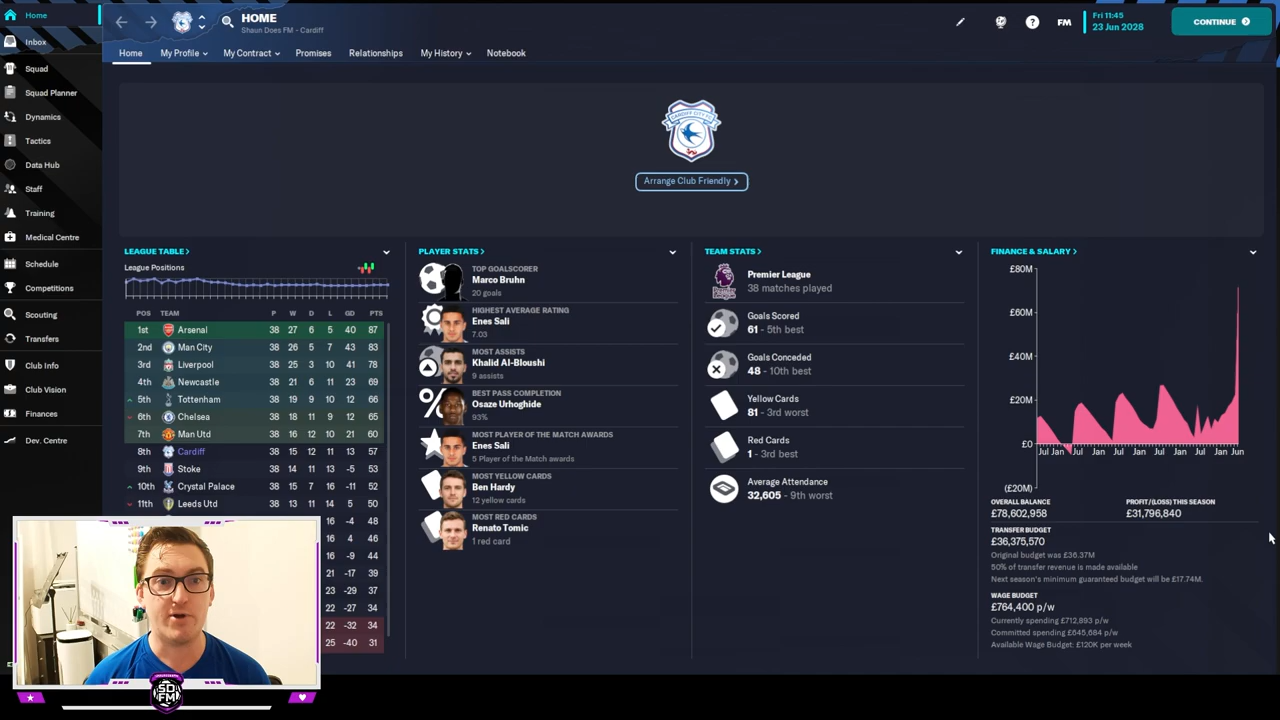 Home
HOME
Shaun Does FM - Cardiff
FM
Fri 11:45
23 Jun 2028
CONTINUE
Inbox
Squad
Squad Planner
Dynamics
Tactics
Data Hub
Staff
Training
Medical Centre
Schedule
Competitions
Scouting
Transfers
Club Info
Club Vision
Finances
Dev. Centre
Home
My Profile
My Contract
Promises
Relationships
My History
Notebook
CARDIFF CITY FC
Arrange Club Friendly >
LEAGUE TABLE >
League Positions
POS TEAM P W D L GD PTS
1st Arsenal 38 27 6 5 40 87
2nd Man City 38 26 5 7 43 83
3rd Liverpool 38 25 3 10 41 78
4th Newcastle 38 21 6 11 23 69
5th Tottenham 38 19 9 10 12 66
6th Chelsea 38 18 11 9 12 65
7th Man Utd 38 16 12 10 21 60
8th Cardiff 38 15 12 11 13 57
9th Stoke 38 14 11 13 -5 53
10th Crystal Palace 38 15 7 16 -11 52
11th Leeds Utd 38 13 11 14 5 50
16 -4 48
16 4 46
16 -9 44
21 17 39
23 -29 37
22 -27 34
22 -32 34
25 -40 31
PLAYER STATS >
TOP GOALSCORER
Marco Bruhn
20 goals
HIGHEST AVERAGE RATING
Enes Sali
7.03
MOST ASSISTS
Khalid Al-Bloushi
9 assists
BEST PASS COMPLETION
Osaze Urhoghide
93%
MOST PLAYER OF THE MATCH AWARDS
Enes Sali
5 Player of the Match awards
MOST YELLOW CARDS
Ben Hardy
12 yellow cards
MOST RED CARDS
Renato Tomic
1 red card
TEAM STATS >
Premier League
38 matches played
Goals Scored
61 - 5th best
Goals Conceded
48 - 10th best
Yellow Cards
81 - 3rd worst
Red Cards
1 - 3rd best
Average Attendance
32,605 - 9th worst
FINANCE & SALARY >
£80M
£60M
£40M
£20M
£0
(£20M)
Jul Jan Jul Jan Jul Jan Jul Jan Jul Jan Jun
OVERALL BALANCE
£78,602,958
PROFIT/(LOSS) THIS SEASON
£31,796,840
TRANSFER BUDGET
£36,375,570
Original budget was £36.37M
50% of transfer revenue is made available
Next season's minimum guaranteed budget will be £17.74M.
WAGE BUDGET
£764,400 p/w
Currently spending £712,893 p/w
Committed spending £645,684 p/w
Available Wage Budget: £120K per week
SD
FM